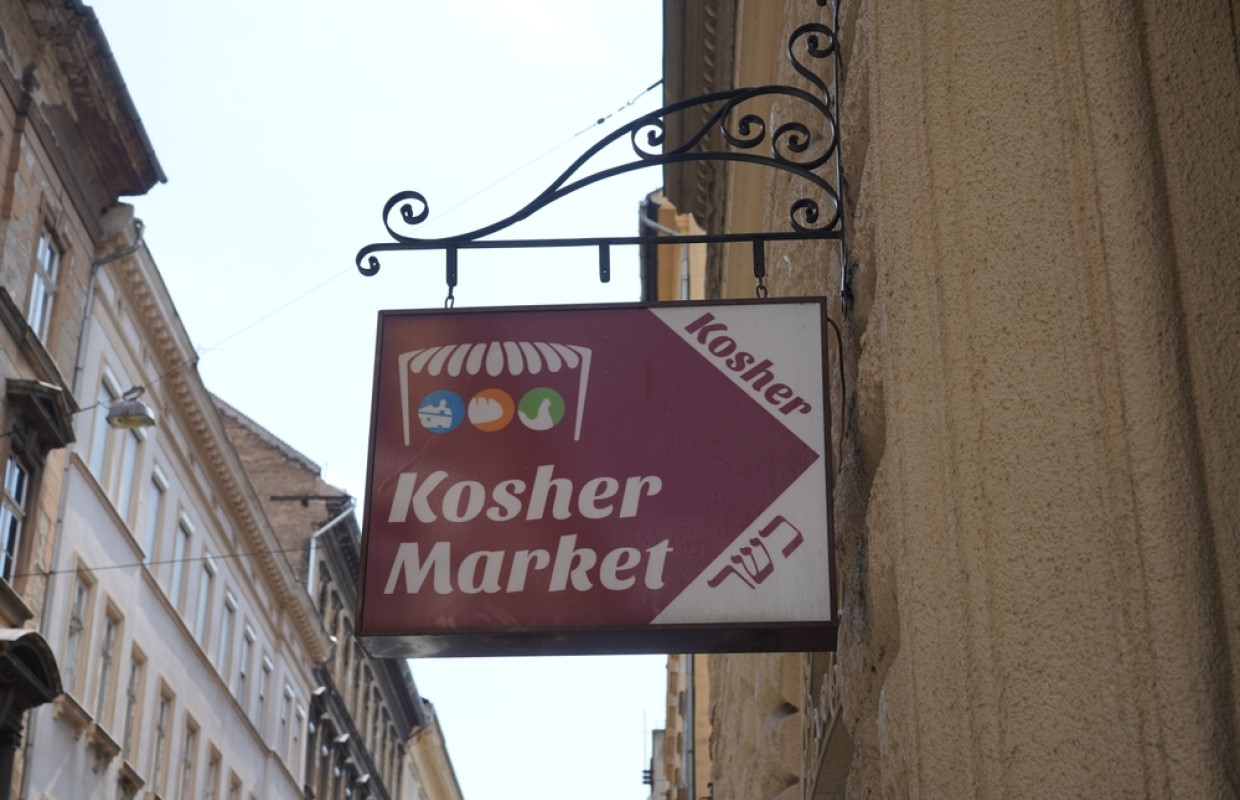 Kosher
Kosher
Market
כשר